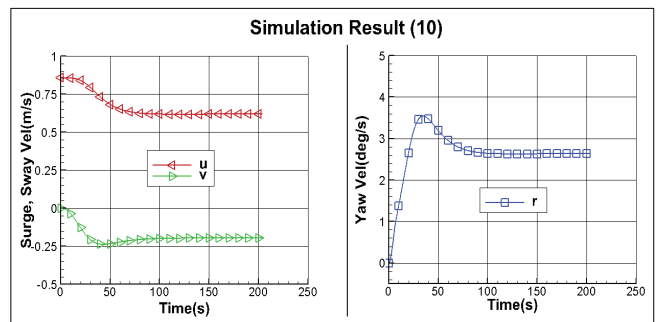 Simulation Result (10)
Surge, Sway Vel(m/s)
1
0.75
0.5
0.25
0
-0.25
-0.5
u
v
0 50 100 150 200 250
Time(s)
Yaw Vel(deg/s)
5
4
3
2
1
0
r
0 50 100 150 200 250
Time(s)